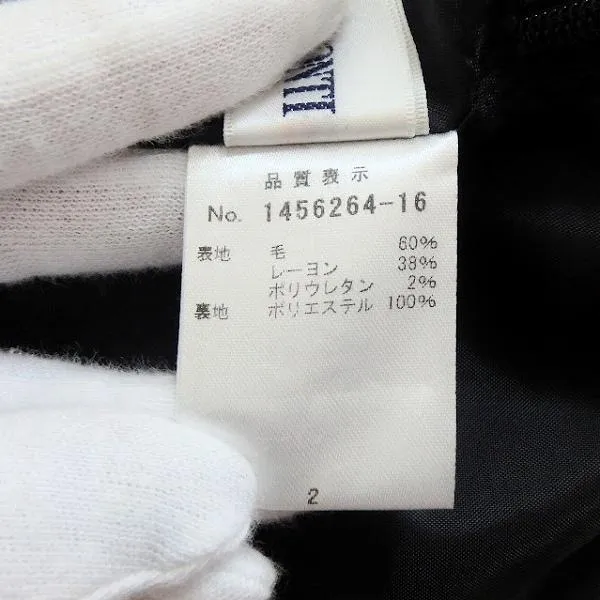 ONTI
品質表示
No. 1456264-16
表地 毛 60%
レーヨン 38%
ポリウレタン 2%
裏地 ポリエステル 100%
2